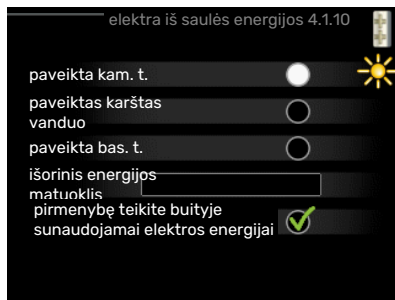 elektra iš saulės energijos 4.1.10
paveikta kam. t.
paveiktas karštas
vanduo
paveikta bas. t.
išorinis energijos
matuoklis
pirmenybę teikite buityje
sunaudojamai elektros energijai